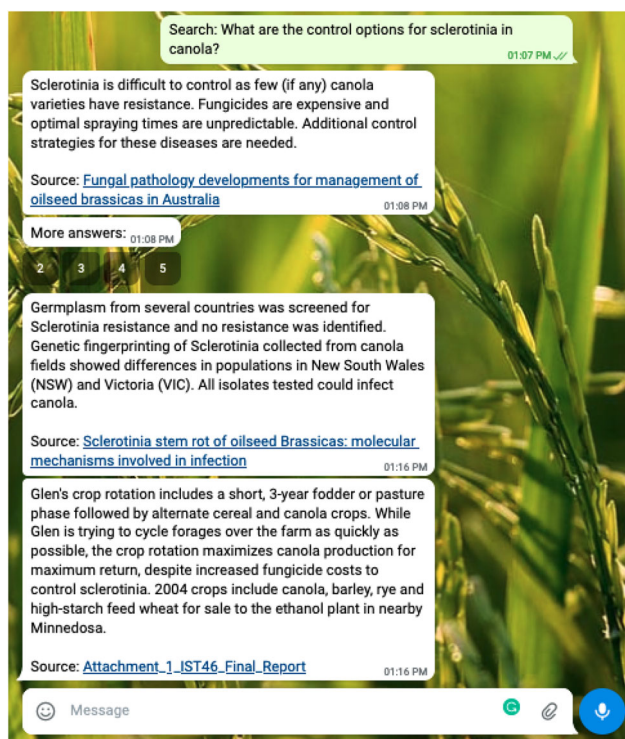 Search: What are the control options for sclerotinia in
canola?
01:07 PM
Sclerotinia is difficult to control as few (if any) canola
varieties have resistance. Fungicides are expensive and
optimal spraying times are unpredictable. Additional control
strategies for these diseases are needed.
Source: Fungal pathology developments for management of
oilseed brassicas in Australia
01:08 PM
More answers: 01:08 PM
2 3 4 5
Germplasm from several countries was screened for
Sclerotinia resistance and no resistance was identified.
Genetic fingerprinting of Sclerotinia collected from canola
fields showed differences in populations in New South Wales
(NSW) and Victoria (VIC). All isolates tested could infect
canola.
Source: Sclerotinia stem rot of oilseed Brassicas: molecular
mechanisms involved in infection
01:16 PM
Glen's crop rotation includes a short, 3-year fodder or pasture
phase followed by alternate cereal and canola crops. While
Glen is trying to cycle forages over the farm as quickly as
possible, the crop rotation maximizes canola production for
maximum return, despite increased fungicide costs to
control sclerotinia. 2004 crops include canola, barley, rye and
high-starch feed wheat for sale to the ethanol plant in nearby
Minnedosa.
Source: Attachment_1_IST46_Final_Report
01:16 PM
Message